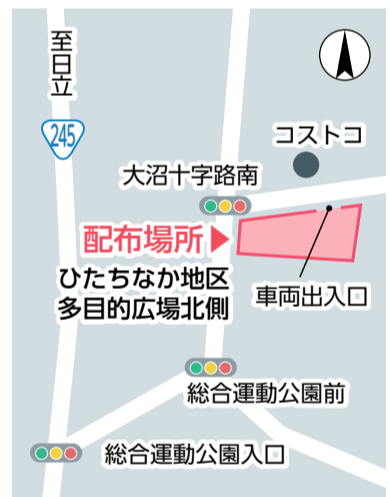 至日立
245
コストコ
大沼十字路南
配布場所
ひたちなか地区
多目的広場北側
車両出入口
総合運動公園前
総合運動公園入口